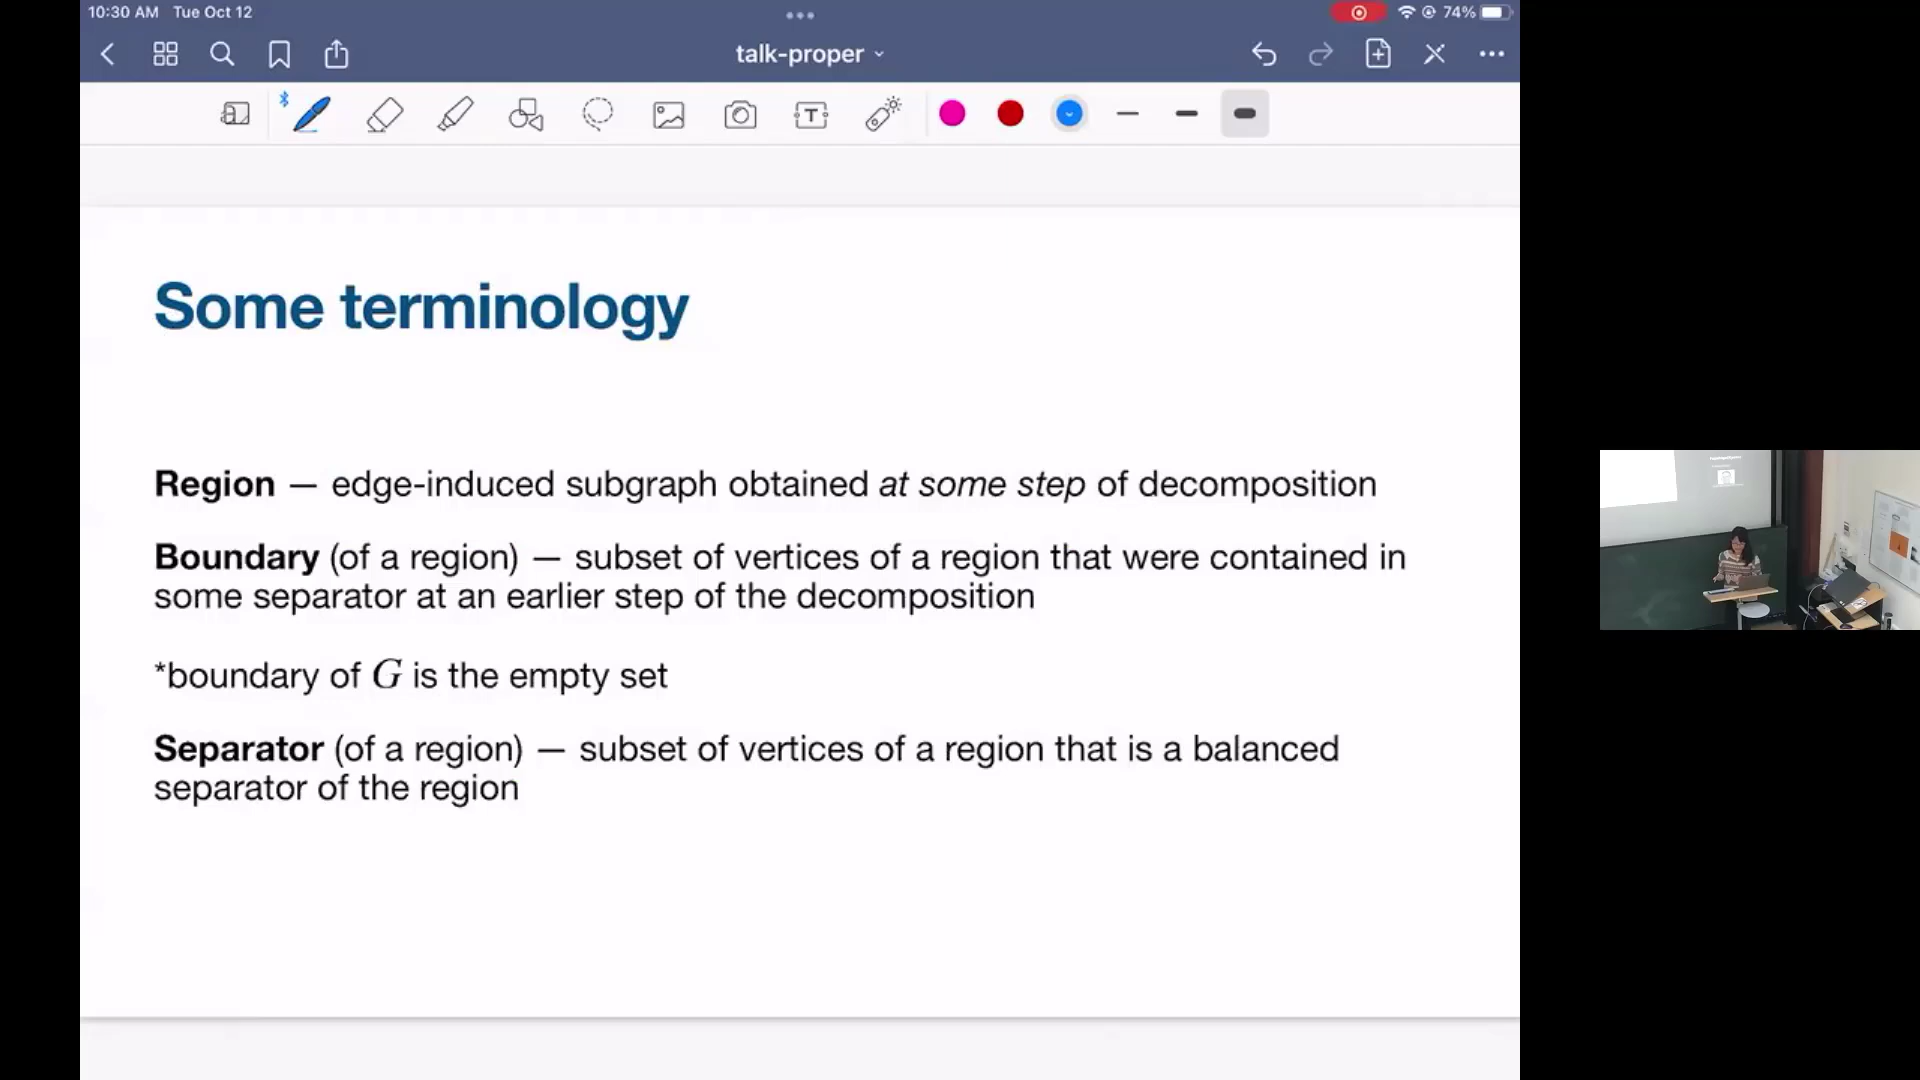 10:30 AM Tue Oct 12
74%
talk-proper
Some terminology
Region — edge-induced subgraph obtained at some step of decomposition
Boundary (of a region) — subset of vertices of a region that were contained in
some separator at an earlier step of the decomposition
*boundary of G is the empty set
Separator (of a region) — subset of vertices of a region that is a balanced
separator of the region